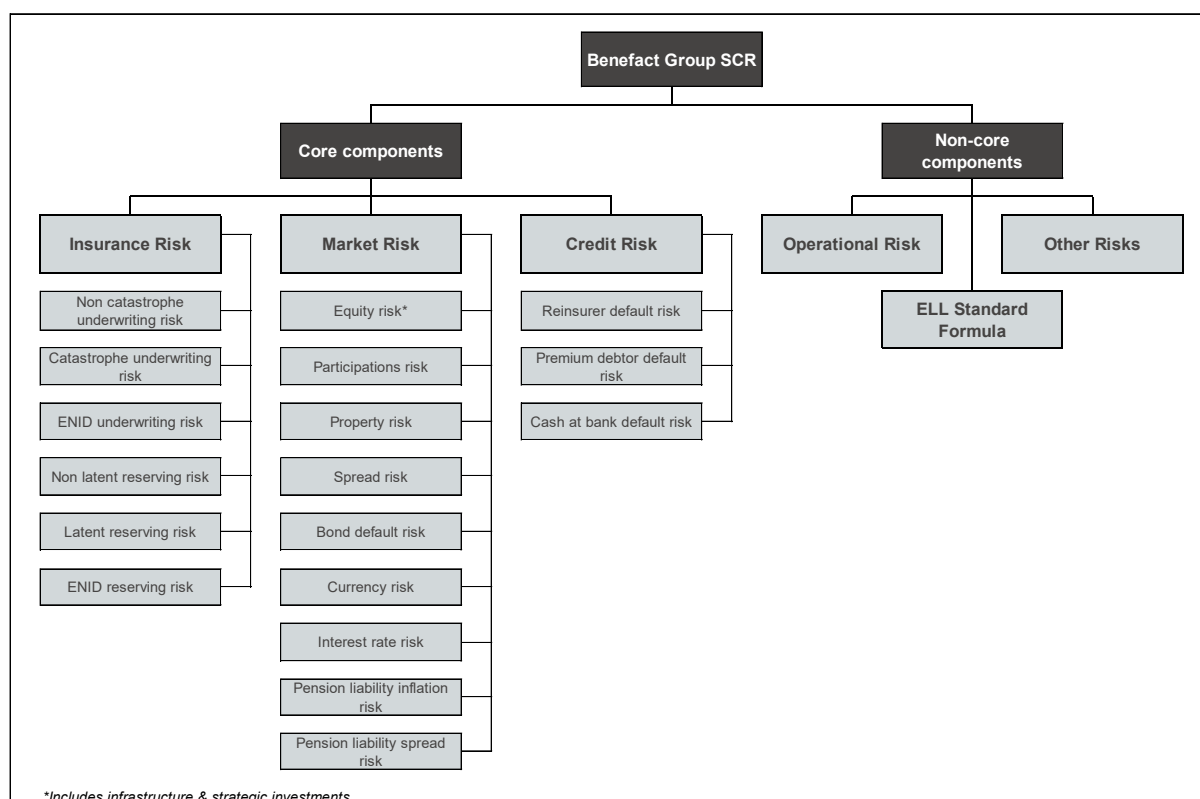 Benefact Group SCR
Core components
Non-core
components
Insurance Risk
Market Risk
Credit Risk
Operational Risk
Other Risks
Non catastrophe
underwriting risk
Catastrophe underwriting
risk
ENID underwriting risk
Non latent reserving risk
Latent reserving risk
ENID reserving risk
Equity risk*
Participations risk
Property risk
Spread risk
Bond default risk
Currency risk
Interest rate risk
Pension liability inflation
risk
Pension liability spread
risk
Reinsurer default risk
Premium debtor default
risk
Cash at bank default risk
ELL Standard
Formula
*Includes infrastructure & strategic investments